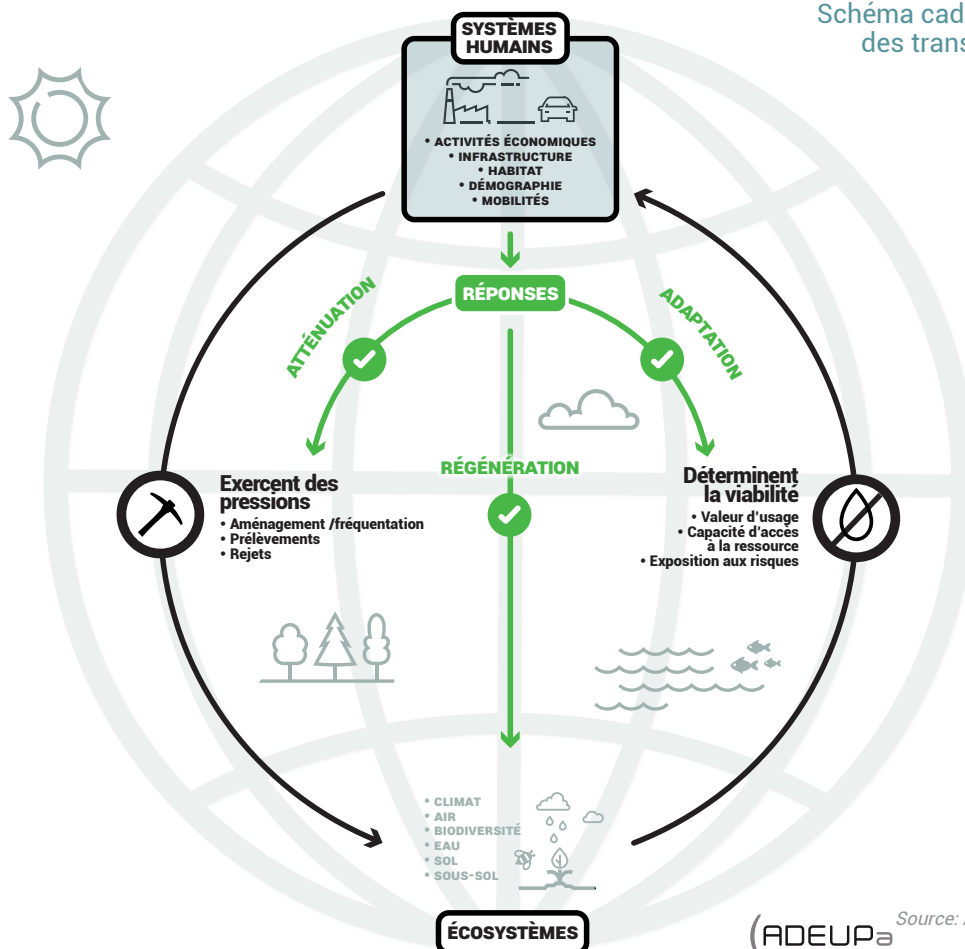 Schéma
des
SYSTÈMES
HUMAINS
• ACTIVITÉS ÉCONOMIQUES
• INFRASTRUCTURE
• HABITAT
• DÉMOGRAPHIE
• MOBILITÉS
RÉPONSES
ATTÉNUATION
ADAPTATION
RÉGÉNÉRATION
Exercent des
pressions
• Aménagement /fréquentation
• Prélèvements
• Rejets
Déterminent
la viabilité
• Valeur d'usage
• Capacité d'accès
à la ressource
• Exposition aux risques
• CLIMAT
• AIR
• BIODIVERSITÉ
• EAU
• SOL
• SOUS-SOL
ÉCOSYSTÈMES
ADEUPa
Source: